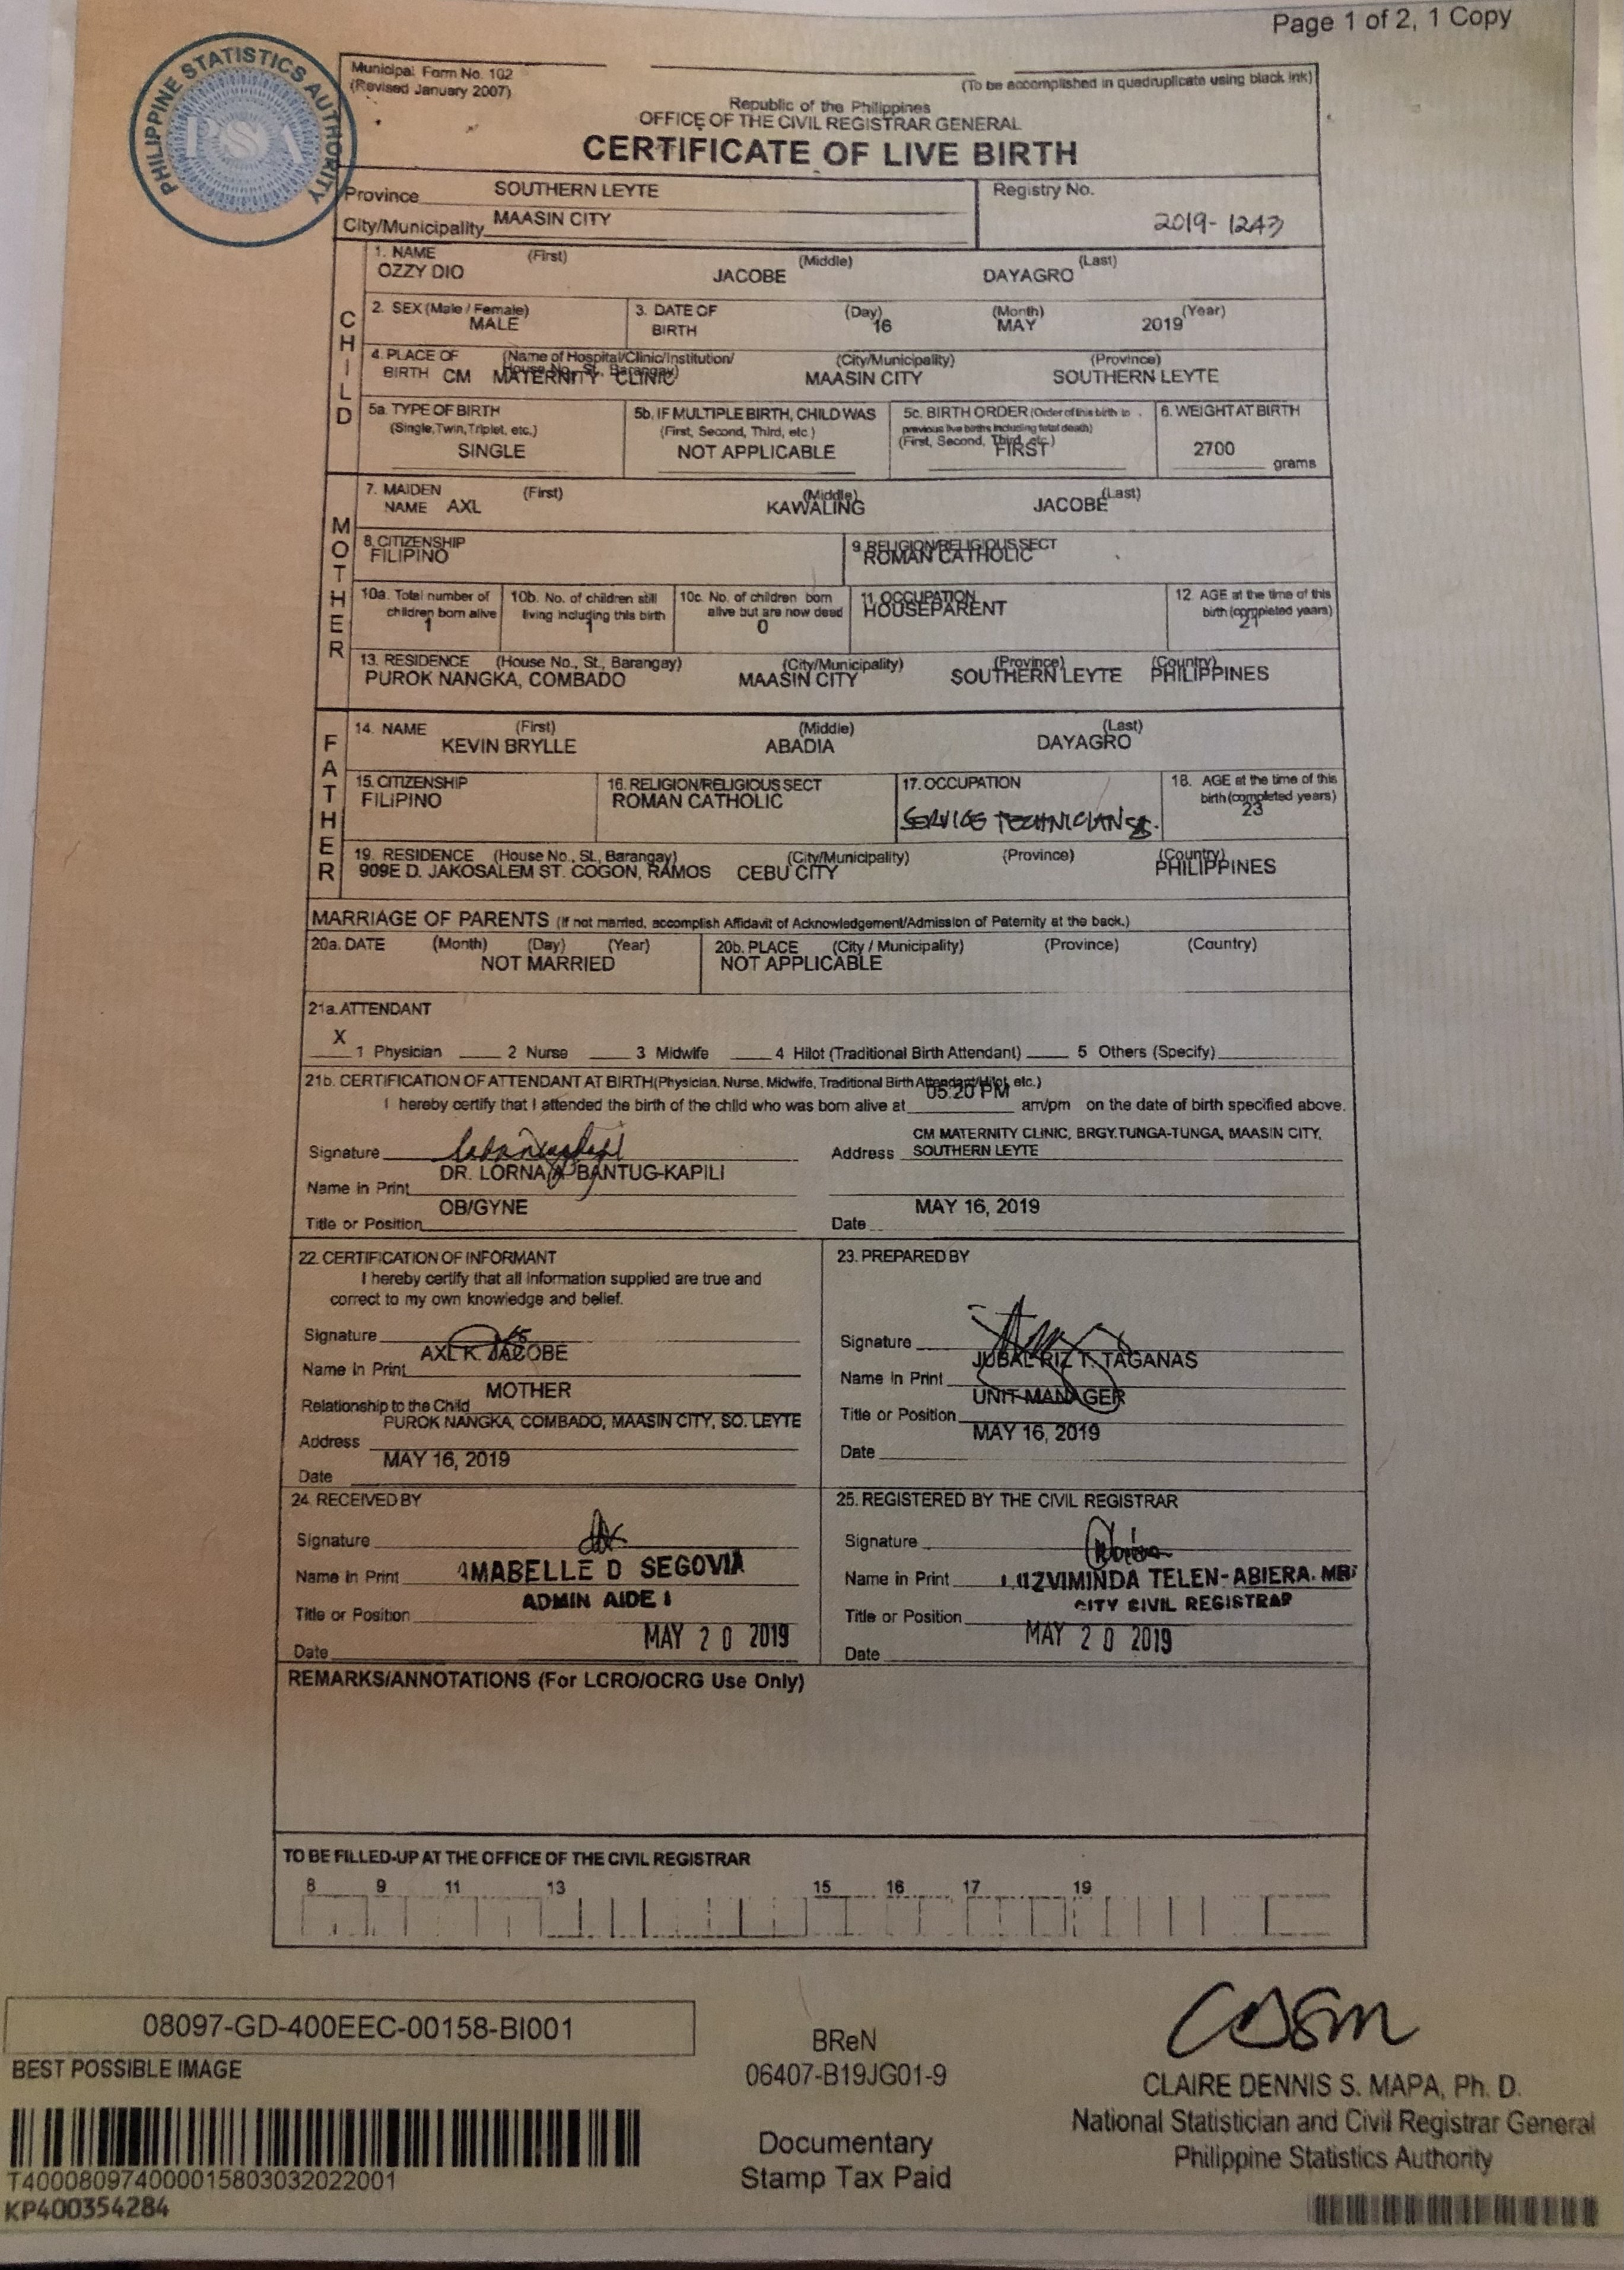 Page 1 of 2, 1 Copy
PHILIPPINE STATISTICS AUTHORITY
PSA
Municipal Form No. 102
(Revised January 2007)
(To be accomplished in quadruplicate using black ink)
Republic of the Philippines
OFFICE OF THE CIVIL REGISTRAR GENERAL
CERTIFICATE OF LIVE BIRTH
Province SOUTHERN LEYTE
City/Municipality MAASIN CITY
Registry No.
2019-1243
CHILD
1. NAME (First) (Middle) (Last)
OZZY DIO JACOBE DAYAGRO
2. SEX (Male / Female)
MALE
3. DATE OF BIRTH (Day) (Month) (Year)
16 MAY 2019
4. PLACE OF BIRTH (Name of Hospital/Clinic/Institution/ House No., St., Barangay) (City/Municipality) (Province)
CM MATERNITY CLINIC MAASIN CITY SOUTHERN LEYTE
5a. TYPE OF BIRTH
(Single, Twin, Triplet, etc.)
SINGLE
5b. IF MULTIPLE BIRTH, CHILD WAS
(First, Second, Third, etc.)
NOT APPLICABLE
5c. BIRTH ORDER (Order of this birth to previous live births including fetal death)
(First, Second, Third, etc.)
FIRST
6. WEIGHT AT BIRTH
2700 grams
MOTHER
7. MAIDEN NAME (First) (Middle) (Last)
AXL KAWALING JACOBE
8. CITIZENSHIP
FILIPINO
9. RELIGION/RELIGIOUS SECT
ROMAN CATHOLIC
10a. Total number of children born alive
1
10b. No. of children still living including this birth
1
10c. No. of children born alive but are now dead
0
11. OCCUPATION
HOUSEPARENT
12. AGE at the time of this birth (completed years)
21
13. RESIDENCE (House No., St., Barangay) (City/Municipality) (Province) (Country)
PUROK NANGKA, COMBADO MAASIN CITY SOUTHERN LEYTE PHILIPPINES
FATHER
14. NAME (First) (Middle) (Last)
KEVIN BRYLLE ABADIA DAYAGRO
15. CITIZENSHIP
FILIPINO
16. RELIGION/RELIGIOUS SECT
ROMAN CATHOLIC
17. OCCUPATION
SERVICE TECHNICIAN
18. AGE at the time of this birth (completed years)
23
19. RESIDENCE (House No., St., Barangay) (City/Municipality) (Province) (Country)
909E D. JAKOSALEM ST. COGON, RAMOS CEBU CITY PHILIPPINES
MARRIAGE OF PARENTS (If not married, accomplish Affidavit of Acknowledgement/Admission of Paternity at the back.)
20a. DATE (Month) (Day) (Year)
NOT MARRIED
20b. PLACE (City / Municipality) (Province) (Country)
NOT APPLICABLE
21a. ATTENDANT
X 1 Physician 2 Nurse 3 Midwife 4 Hilot (Traditional Birth Attendant) 5 Others (Specify)
21b. CERTIFICATION OF ATTENDANT AT BIRTH (Physician, Nurse, Midwife, Traditional Birth Attendant/Hilot, etc.)
I hereby certify that I attended the birth of the child who was born alive at 05:20 PM am/pm on the date of birth specified above.
Signature
Name in Print DR. LORNA BANTUG-KAPILI
Title or Position OB/GYNE
Address CM MATERNITY CLINIC, BRGY.TUNGA-TUNGA, MAASIN CITY,
SOUTHERN LEYTE
Date MAY 16, 2019
22. CERTIFICATION OF INFORMANT
I hereby certify that all information supplied are true and
correct to my own knowledge and belief.
Signature
Name in Print AXL K. JACOBE
Relationship to the Child MOTHER
Address PUROK NANGKA, COMBADO, MAASIN CITY, SO. LEYTE
Date MAY 16, 2019
23. PREPARED BY
Signature
Name in Print JUBAL RIZ T. TAGANAS
Title or Position UNIT MANAGER
Date MAY 16, 2019
24. RECEIVED BY
Signature
Name in Print AMABELLE D SEGOVIA
Title or Position ADMIN AIDE I
Date MAY 20 2019
25. REGISTERED BY THE CIVIL REGISTRAR
Signature
Name in Print LUZVIMINDA TELEN-ABIERA.
Title or Position CITY CIVIL REGISTRAR
Date MAY 20 2019
REMARKS/ANNOTATIONS (For LCRO/OCRG Use Only)
TO BE FILLED-UP AT THE OFFICE OF THE CIVIL REGISTRAR
8 9 11 13 15 16 17 19
08097-GD-400EEC-00158-BI001
BEST POSSIBLE IMAGE
T400080974000015803032022001
KP400354284
BReN
06407-B19JG01-9
Documentary
Stamp Tax Paid
CLAIRE DENNIS S. MAPA, Ph. D.
National Statistician and Civil Registrar General
Philippine Statistics Authority